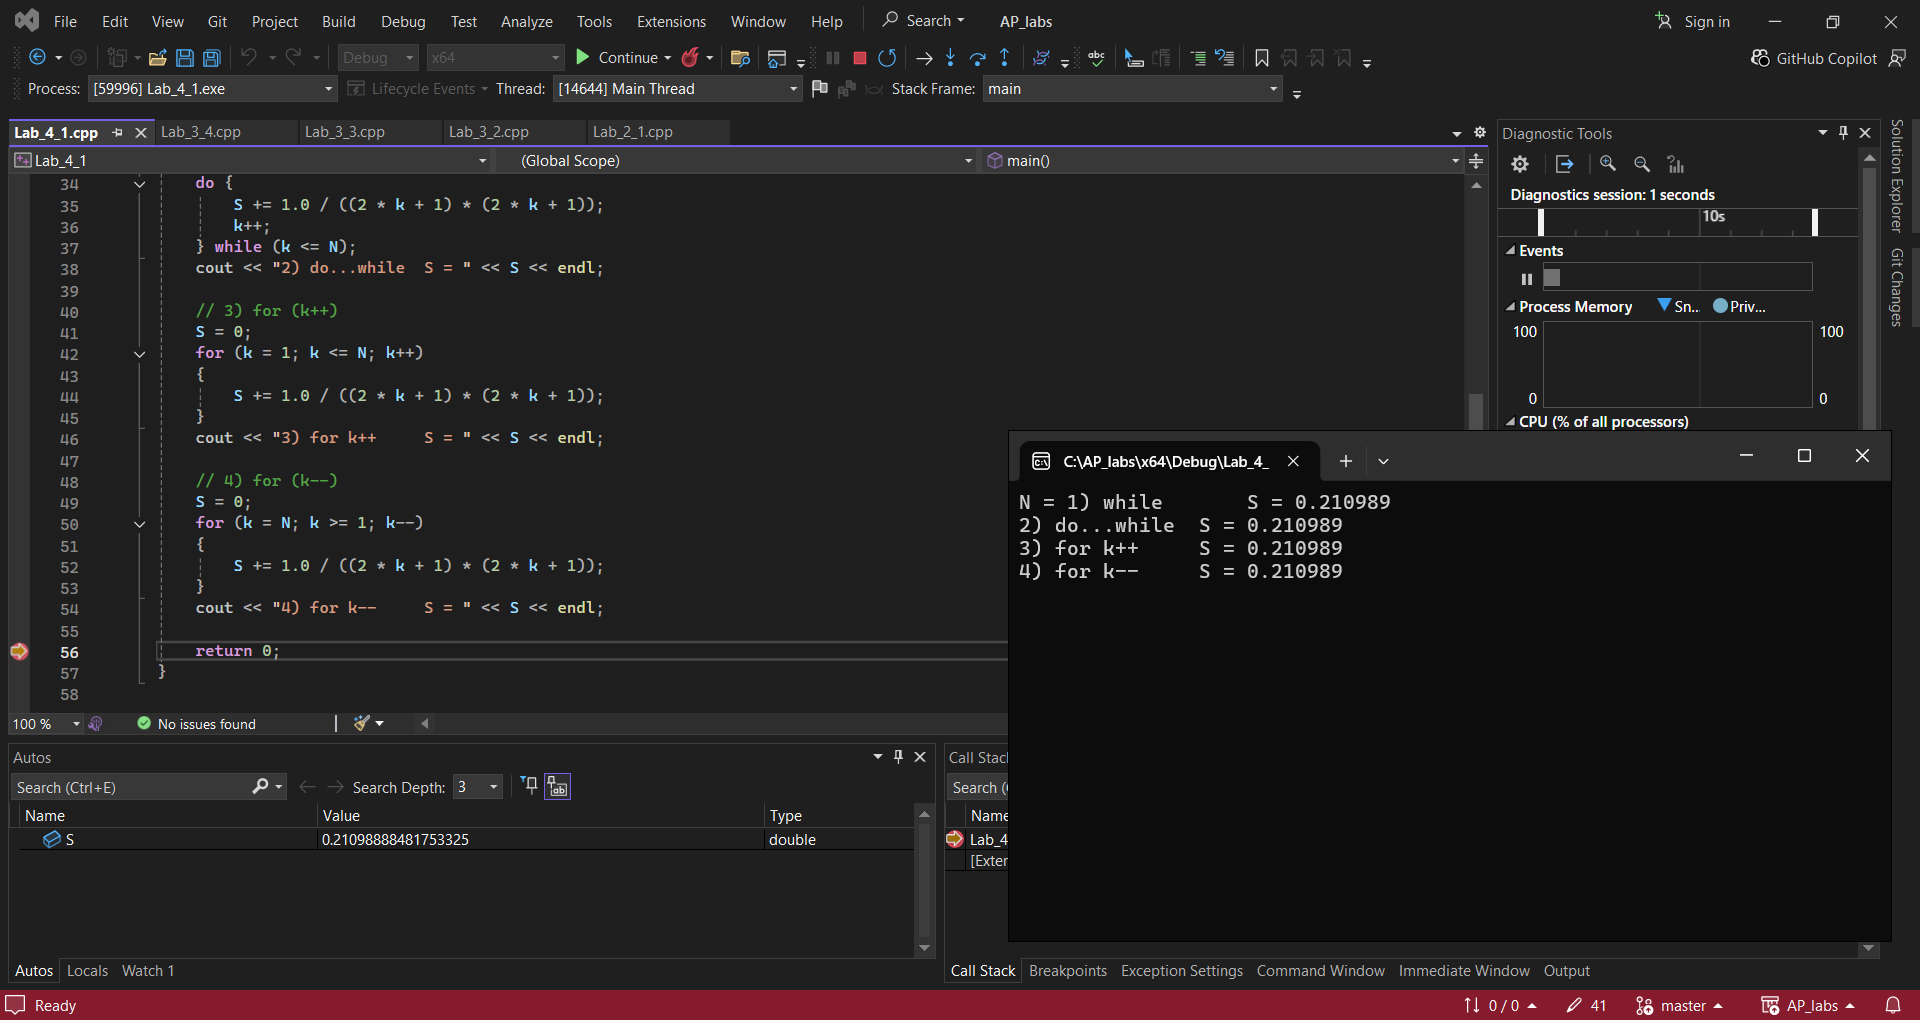 File Edit View Git Project Build Debug Test Analyze Tools Extensions Window Help Search AP_labs Sign in
Debug x64 Continue abc GitHub Copilot
Process: [59996] Lab_4_1.exe Lifecycle Events Thread: [14644] Main Thread Stack Frame: main
Lab_4_1.cpp Lab_3_4.cpp Lab_3_3.cpp Lab_3_2.cpp Lab_2_1.cpp
Lab_4_1 (Global Scope) main()
34 do {
35 S += 1.0 / ((2 * k + 1) * (2 * k + 1));
36 k++;
37 } while (k <= N);
38 cout << "2) do...while  S = " << S << endl;
39
40 // 3) for (k++)
41 S = 0;
42 for (k = 1; k <= N; k++)
43 {
44 S += 1.0 / ((2 * k + 1) * (2 * k + 1));
45 }
46 cout << "3) for k++     S = " << S << endl;
47
48 // 4) for (k--)
49 S = 0;
50 for (k = N; k >= 1; k--)
51 {
52 S += 1.0 / ((2 * k + 1) * (2 * k + 1));
53 }
54 cout << "4) for k--     S = " << S << endl;
55
56 return 0;
57 }
58
100 % No issues found
Diagnostic Tools
Diagnostics session: 1 seconds
10s
Events
Process Memory Sn... Priv...
100 100
0 0
CPU (% of all processors)
Solution Explorer
Git Changes
C:\AP_labs\x64\Debug\Lab_4_
N = 1) while       S = 0.210989
2) do...while  S = 0.210989
3) for k++     S = 0.210989
4) for k--     S = 0.210989
Autos
Search (Ctrl+E) Search Depth: 3
Name Value Type
S 0.21098888481753325 double
Autos Locals Watch 1
Call Stac
Search (
Name
Lab_4
[Exter
Call Stack Breakpoints Exception Settings Command Window Immediate Window Output
Ready 0 / 0 41 master AP_labs